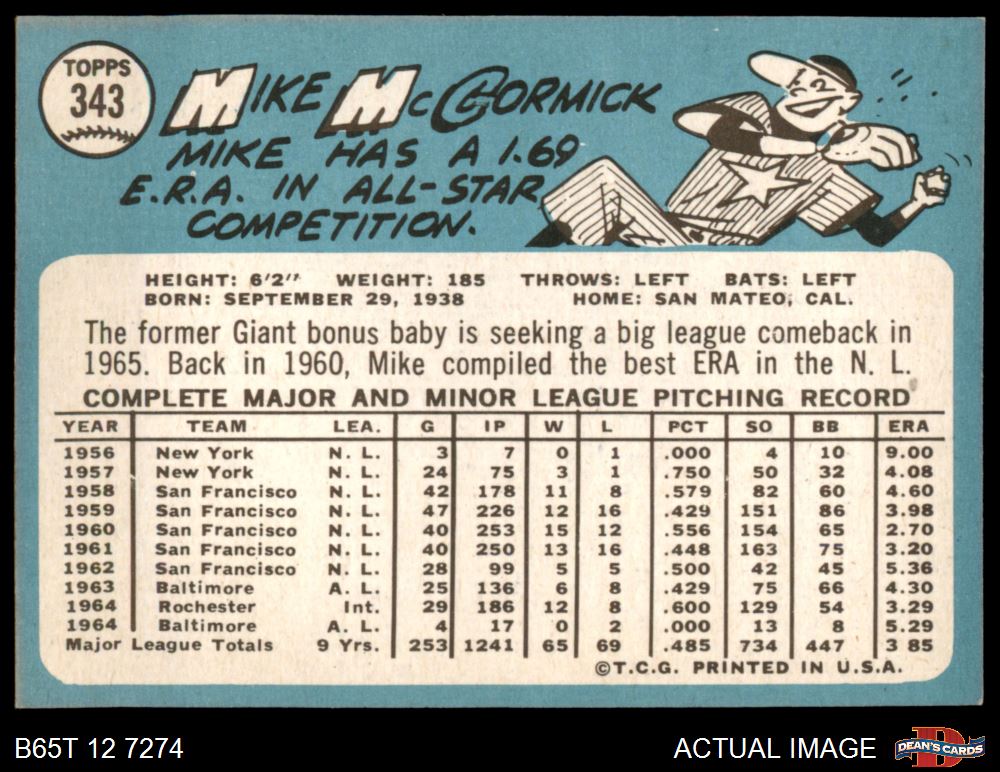 TOPPS
343
MIKE McCORMICK
MIKE HAS A 1.69
E.R.A. IN ALL-STAR
COMPETITION.
HEIGHT: 6'2" WEIGHT: 185 THROWS: LEFT BATS: LEFT
BORN: SEPTEMBER 29, 1938 HOME: SAN MATEO, CAL.
The former Giant bonus baby is seeking a big league comeback in
1965. Back in 1960, Mike compiled the best ERA in the N. L.
COMPLETE MAJOR AND MINOR LEAGUE PITCHING RECORD
YEAR TEAM LEA. G IP W L PCT SO BB ERA
1956 New York N. L. 3 7 0 1 .000 4 10 9.00
1957 New York N. L. 24 75 3 1 .750 50 32 4.08
1958 San Francisco N. L. 42 178 11 8 .579 82 60 4.60
1959 San Francisco N. L. 47 226 12 16 .429 151 86 3.98
1960 San Francisco N. L. 40 253 15 12 .556 154 65 2.70
1961 San Francisco N. L. 40 250 13 16 .448 163 75 3.20
1962 San Francisco N. L. 28 99 5 5 .500 42 45 5.36
1963 Baltimore A. L. 25 136 6 8 .429 75 66 4.30
1964 Rochester Int. 29 186 12 8 .600 129 54 3.29
1964 Baltimore A. L. 4 17 0 2 .000 13 8 5.29
Major League Totals 9 Yrs. 253 1241 65 69 .485 734 447 3 85
©T.C.G. PRINTED IN U.S.A.
B65T 12 7274 ACTUAL IMAGE D DEAN'S CARDS